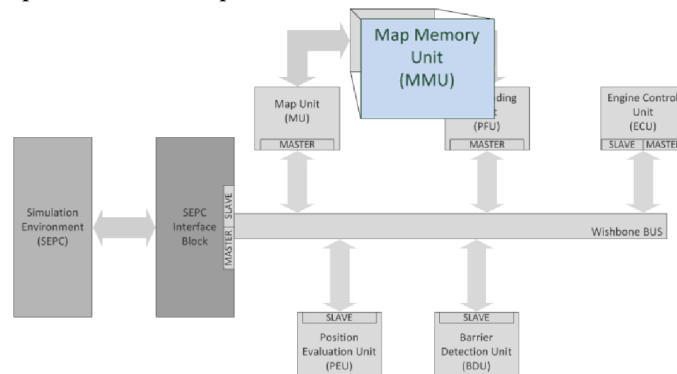 Map Memory
Unit
(MMU)
Map Unit
(MU)
MASTER
(PFU)
MASTER
Engine Control
Unit
(ECU)
SLAVE MASTER
Simulation
Environment
(SEPC)
SEPC
Interface
Block
SLAVE
MASTER
Wishbone BUS
SLAVE
Position
Evaluation Unit
(PEU)
SLAVE
Barrier
Detection Unit
(BDU)